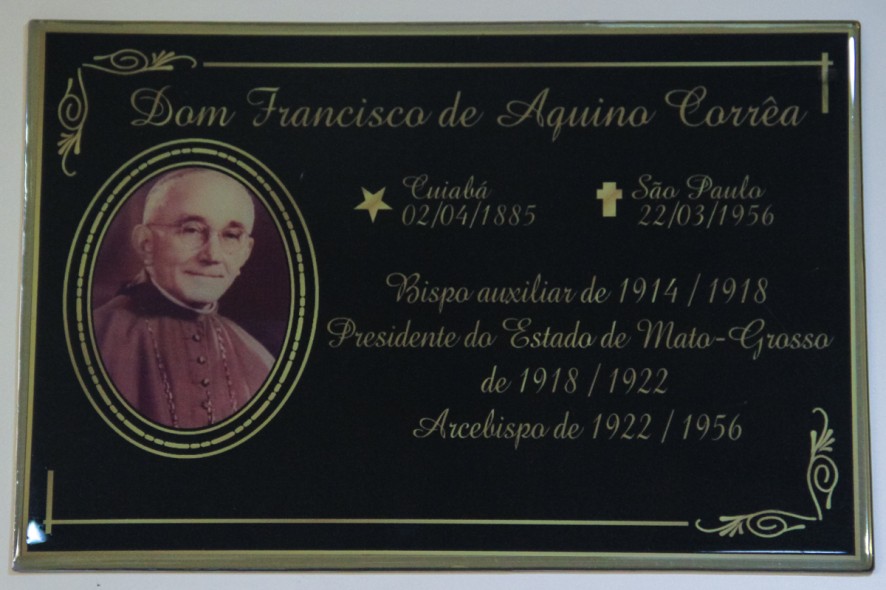 Dom Francisco de Aquino Corrêa
Cuiabá
02/04/1885
São Paulo
22/03/1956
Bispo auxiliar de 1914 / 1918
Presidente do Estado de Mato-Grosso
de 1918 / 1922
Arcebispo de 1922 / 1956